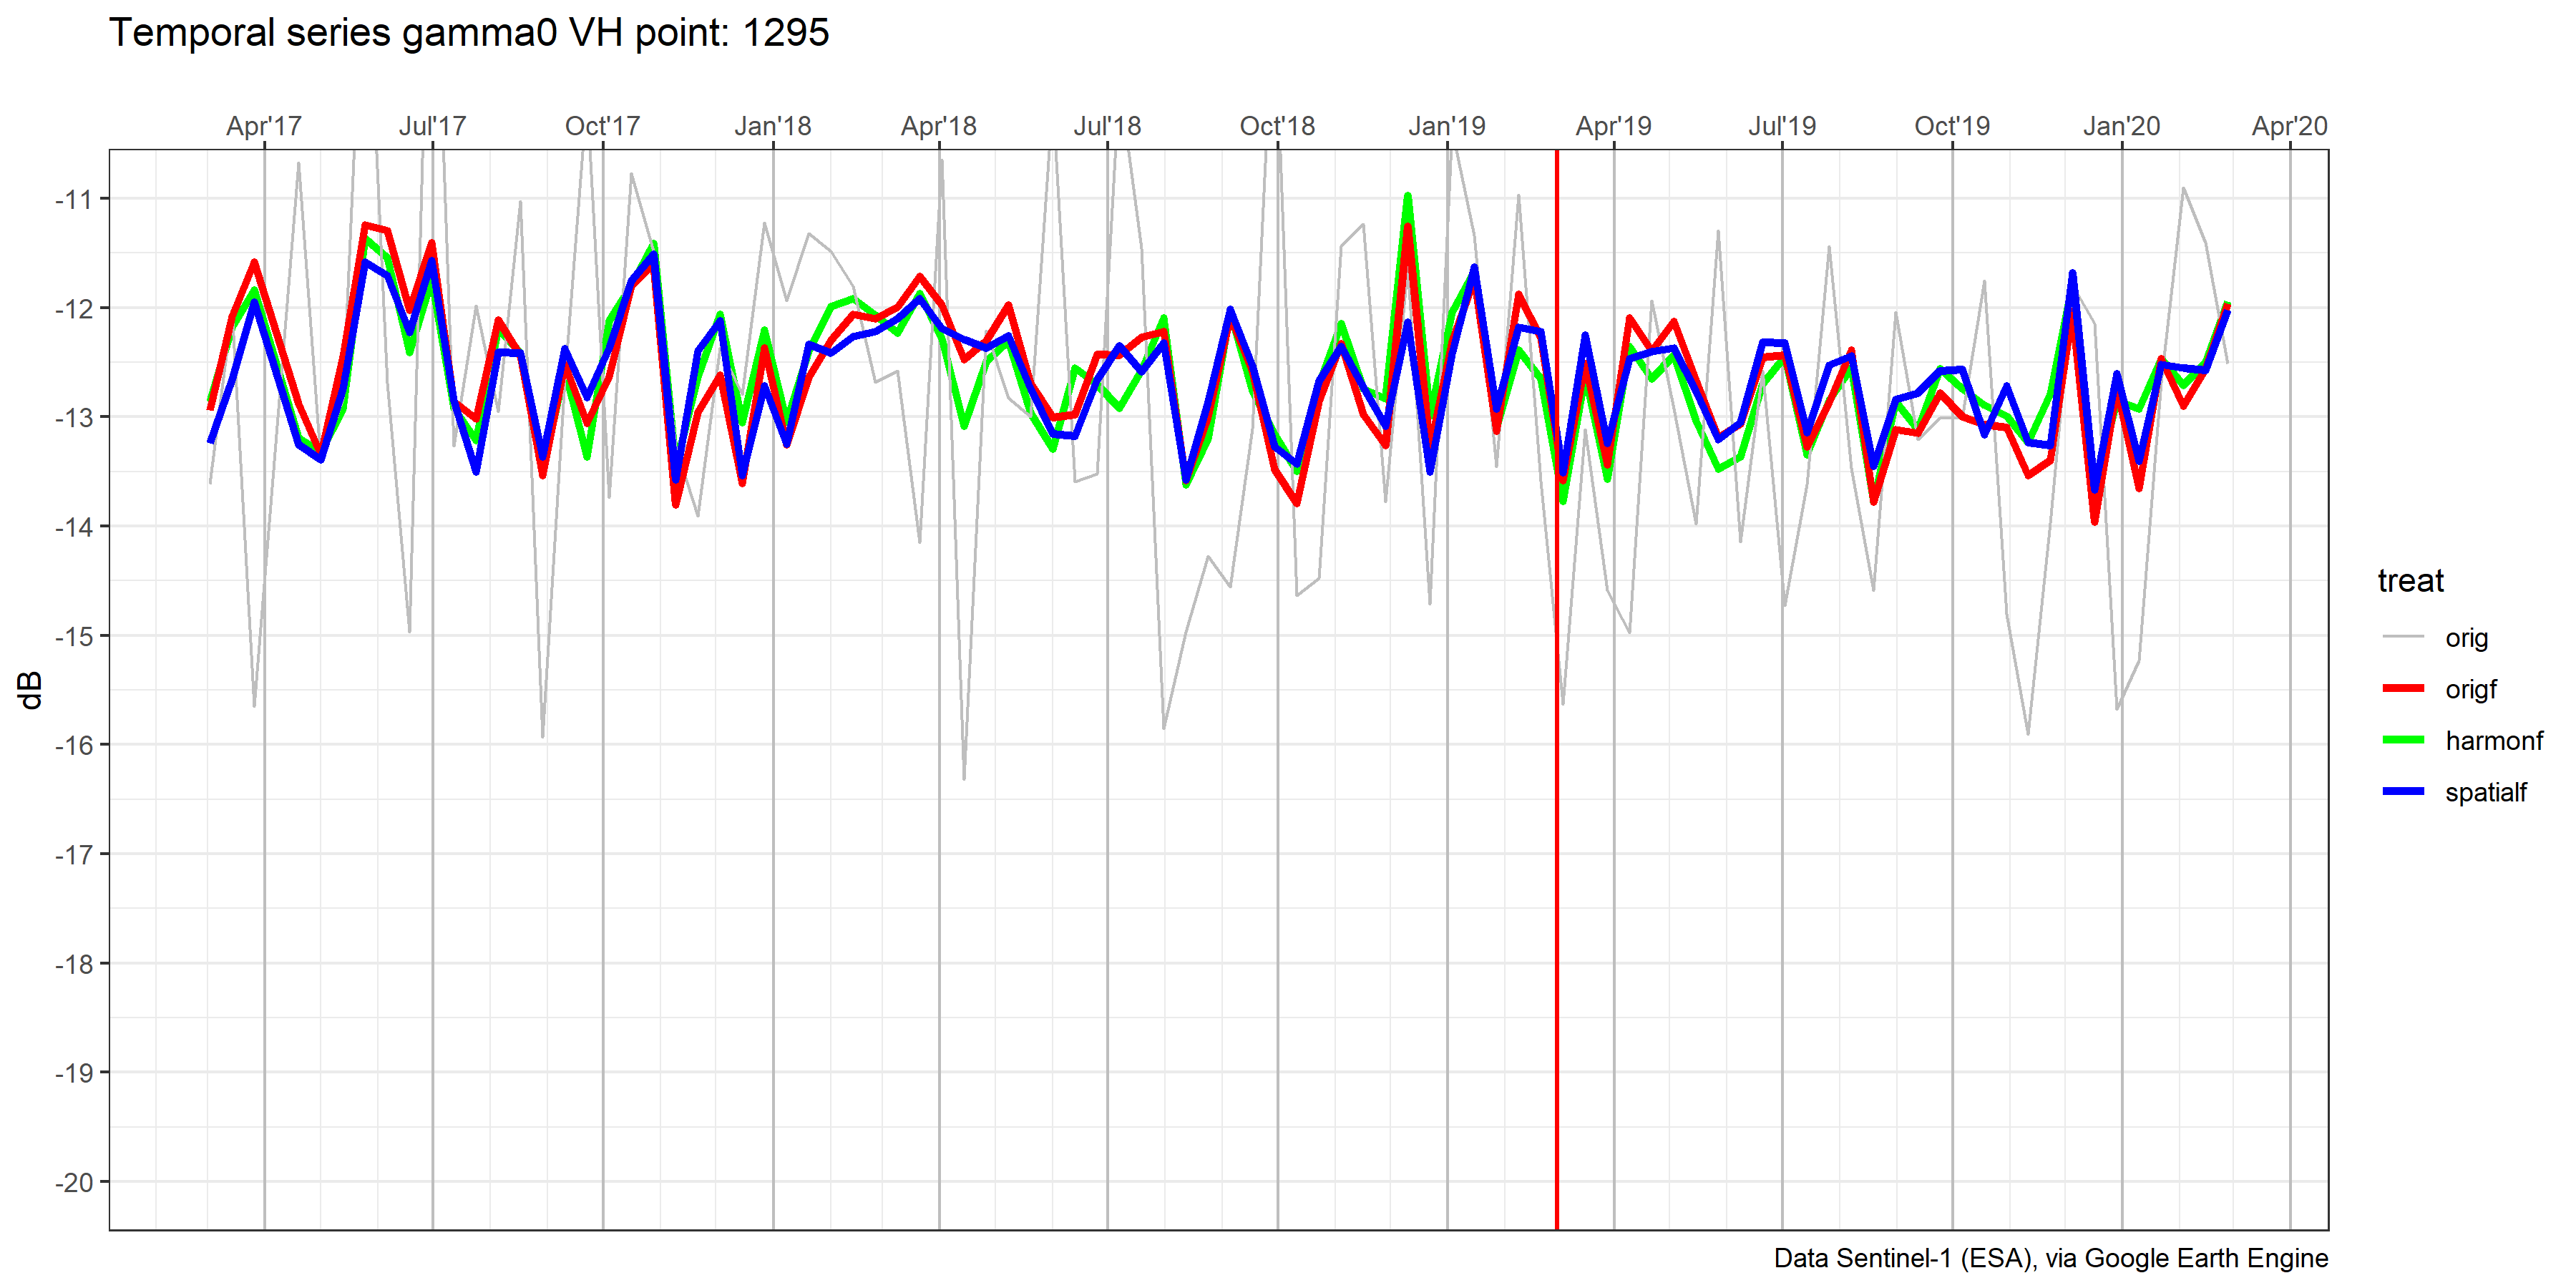 Temporal series gamma0 VH point: 1295
Apr'17 Jul'17 Oct'17 Jan'18 Apr'18 Jul'18 Oct'18 Jan'19 Apr'19 Jul'19 Oct'19 Jan'20 Apr'20
-11
-12
-13
-14
-15
-16
-17
-18
-19
-20
dB
treat
orig
origf
harmonf
spatialf
Data Sentinel-1 (ESA), via Google Earth Engine